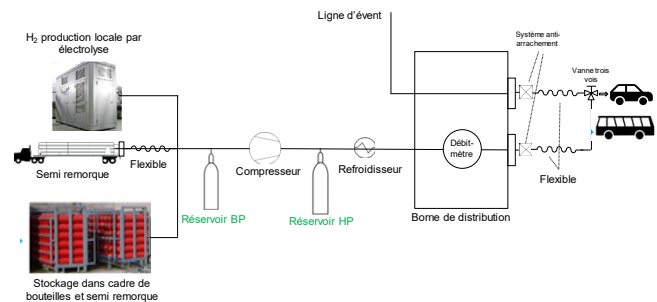 Ligne d'évent
H₂ production locale par
électrolyse
Système anti-
arrachement
Vanne trois
vois
Débit-
mètre
Semi remorque
Flexible
Compresseur
Refroidisseur
Flexible
Réservoir BP
Réservoir HP
Borne de distribution
Stockage dans cadre de
bouteilles et semi remorque